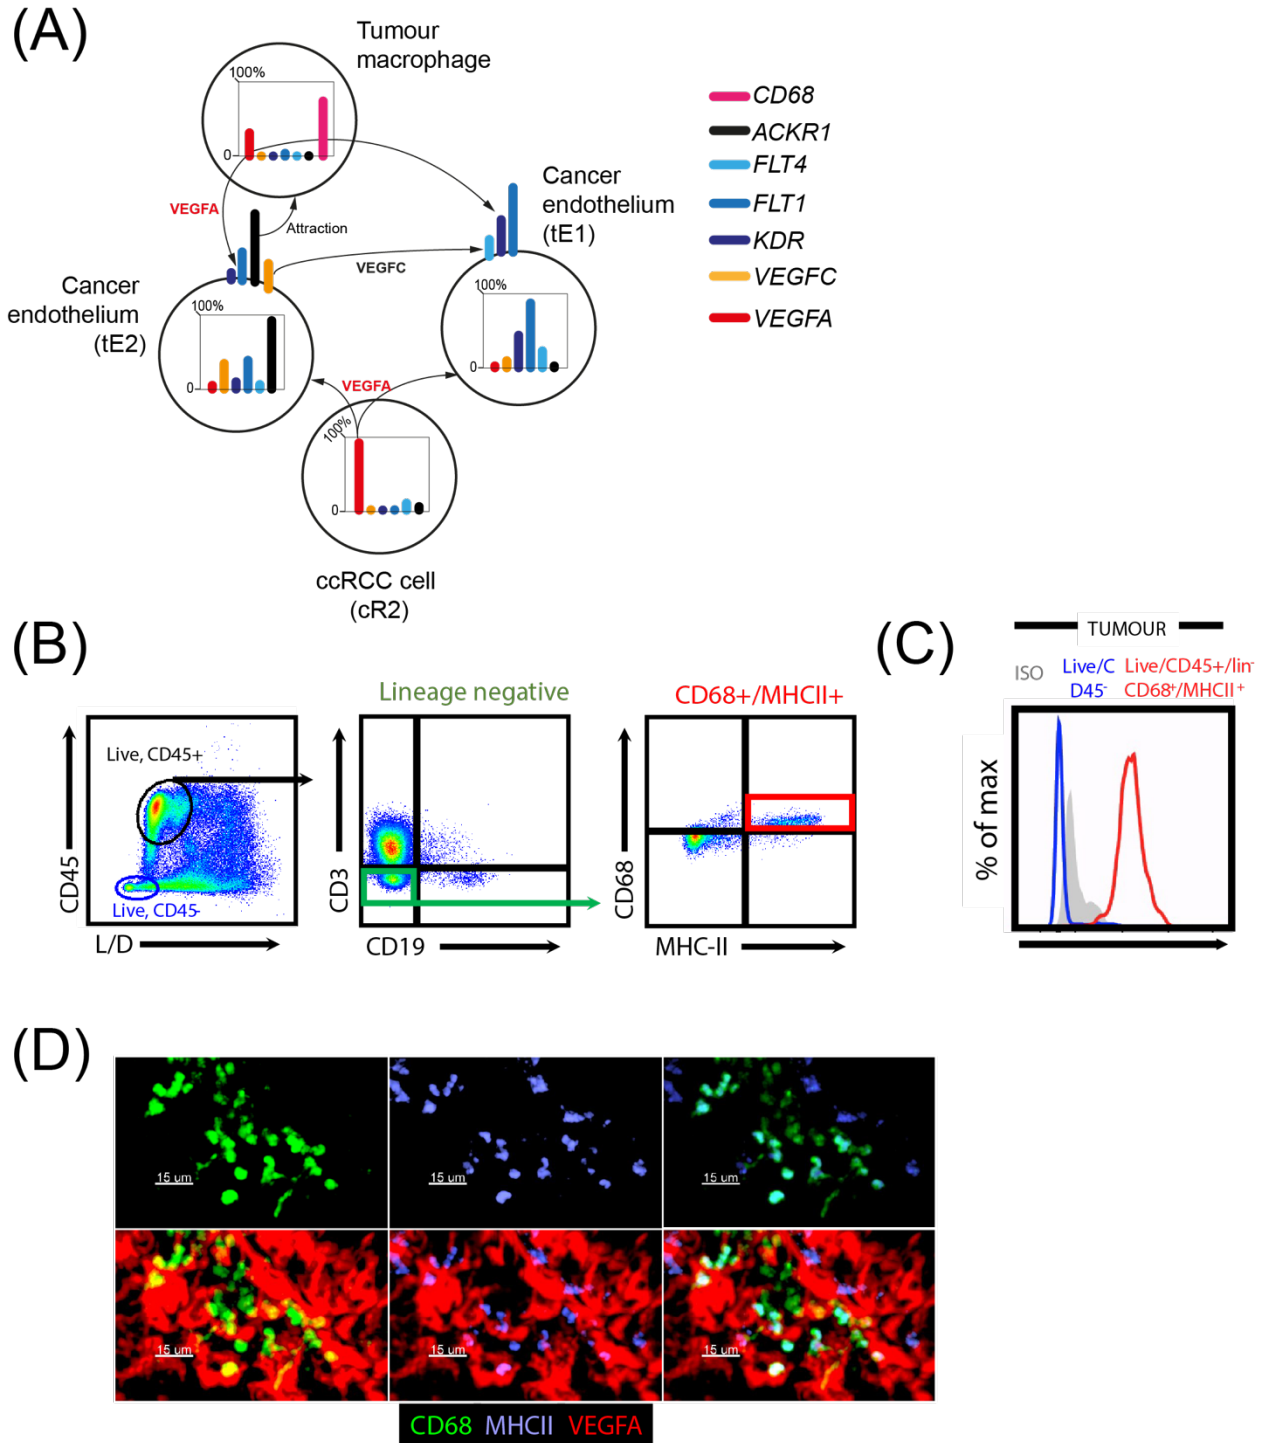 (A)
Tumour
macrophage
100%
0
VEGFA
Attraction
Cancer
endothelium
(tE1)
VEGFC
100%
0
Cancer
endothelium
(tE2)
100%
0
VEGFA
100%
0
ccRCC cell
(cR2)
CD68
ACKR1
FLT4
FLT1
KDR
VEGFC
VEGFA
(B)
Live, CD45+
Live, CD45-
CD45
L/D
Lineage negative
CD3
CD19
CD68+/MHCII+
CD68
MHC-II
(C)
TUMOUR
ISO
Live/C
D45-
Live/CD45+/lin-
CD68+/MHCII+
% of max
(D)
15 um
15 um
15 um
15 um
15 um
15 um
CD68 MHCII VEGFA